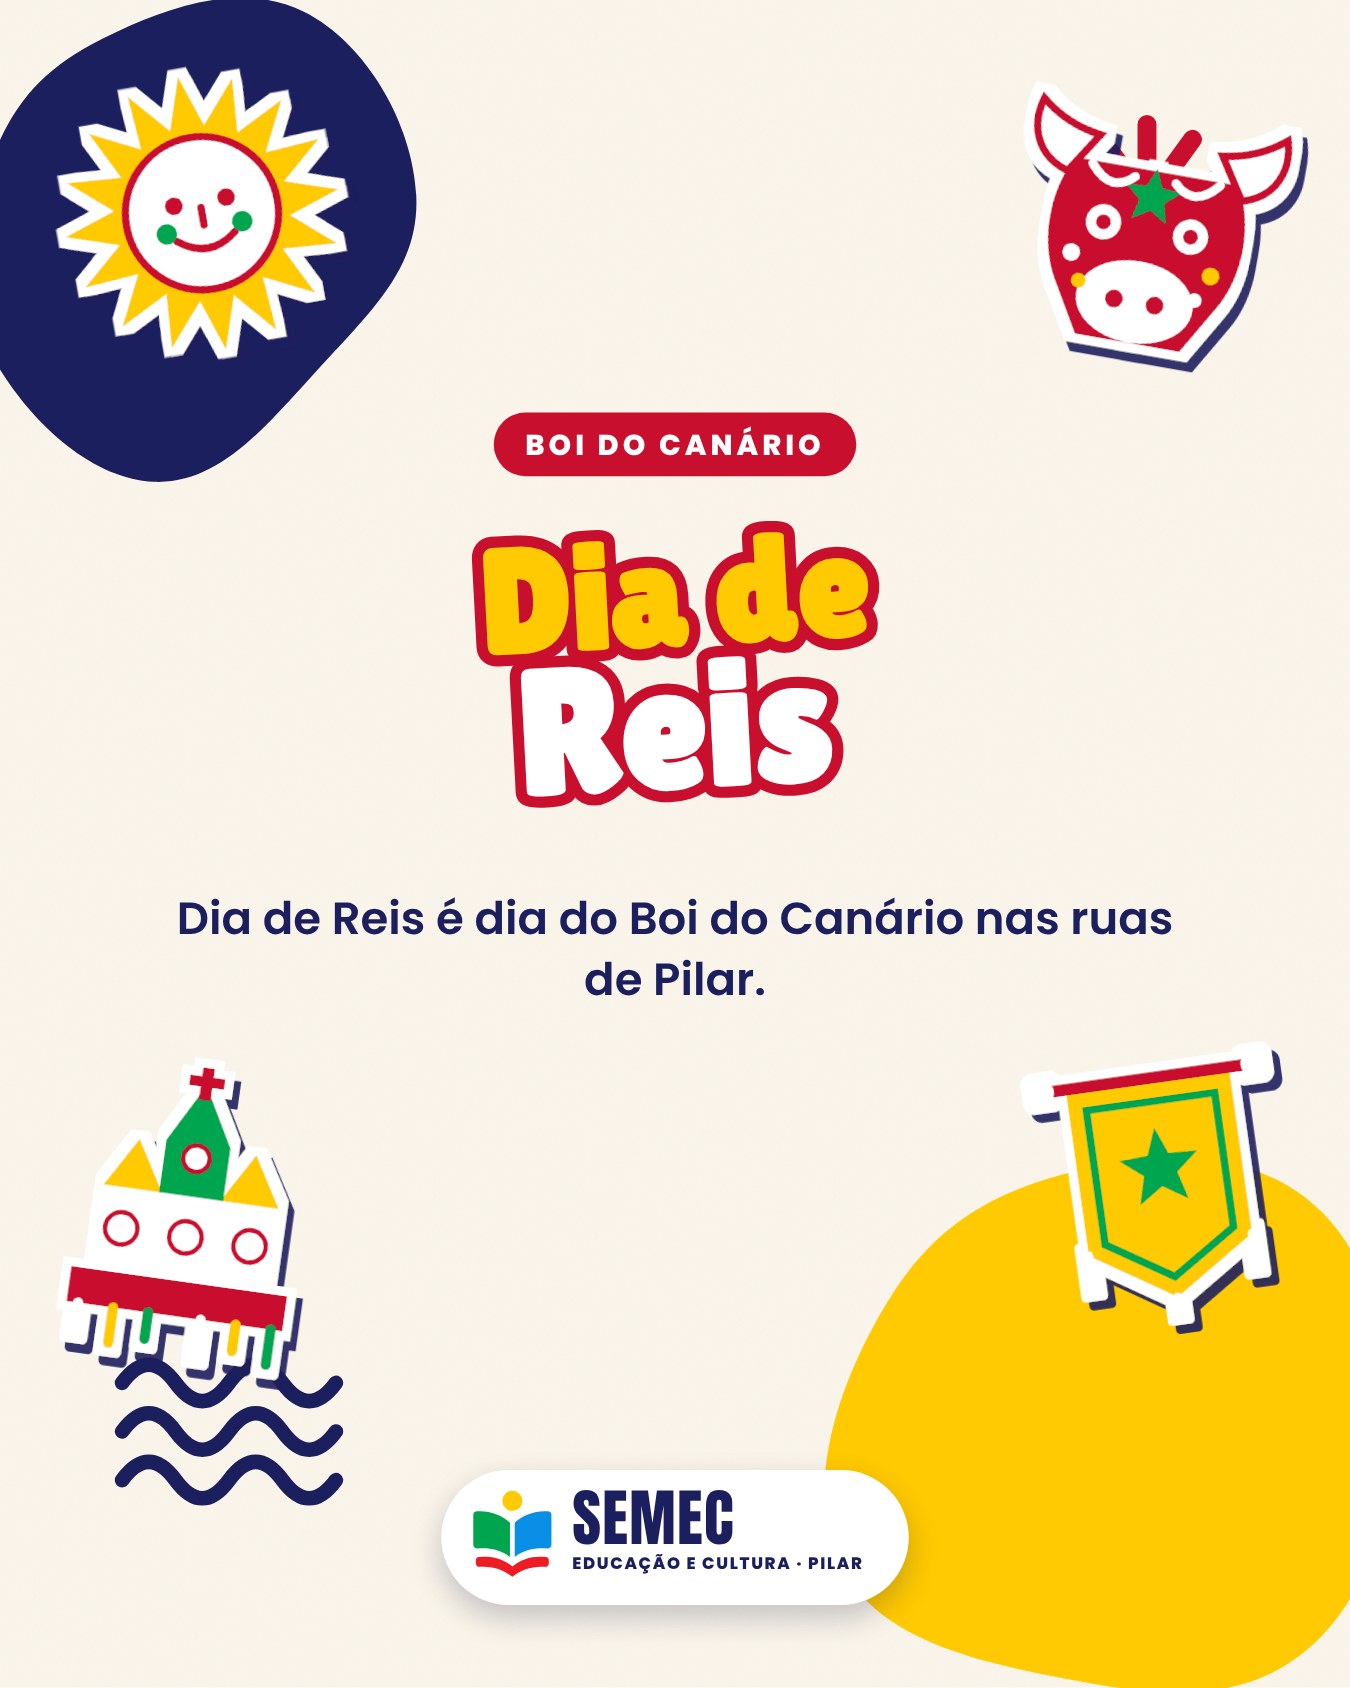 BOI DO CANÁRIO
Dia de
Reis
Dia de Reis é dia do Boi do Canário nas ruas
de Pilar.
SEMEC
EDUCAÇÃO E CULTURA · PILAR